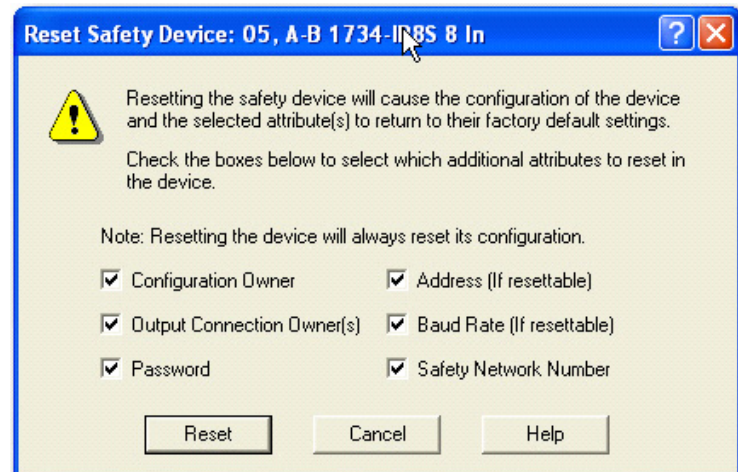 Reset Safety Device: 05, A-B 1734-IB8S 8 In
Resetting the safety device will cause the configuration of the device
and the selected attribute(s) to return to their factory default settings.
Check the boxes below to select which additional attributes to reset in
the device.
Note: Resetting the device will always reset its configuration.
Configuration Owner
Address (If resettable)
Output Connection Owner(s)
Baud Rate (If resettable)
Password
Safety Network Number
Reset
Cancel
Help